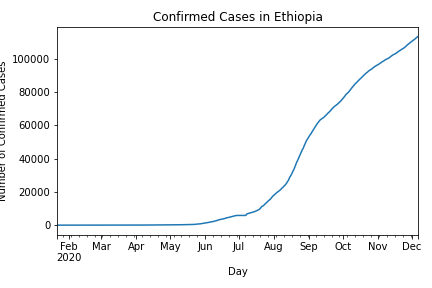 Confirmed Cases in Ethiopia
Number of Confirmed Cases
100000
80000
60000
40000
20000
0
Feb Mar Apr May Jun Jul Aug Sep Oct Nov Dec
2020
Day